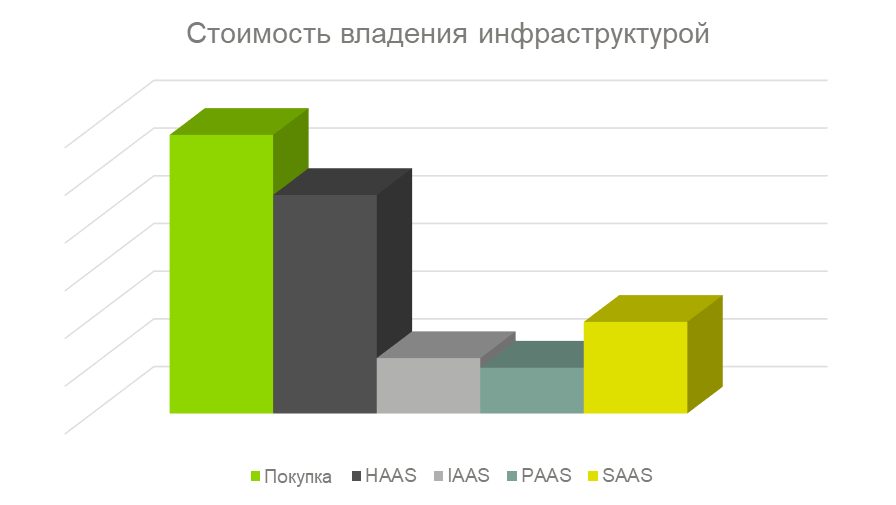 Стоимость владения инфраструктурой
Покупка HAAS IAAS PAAS SAAS